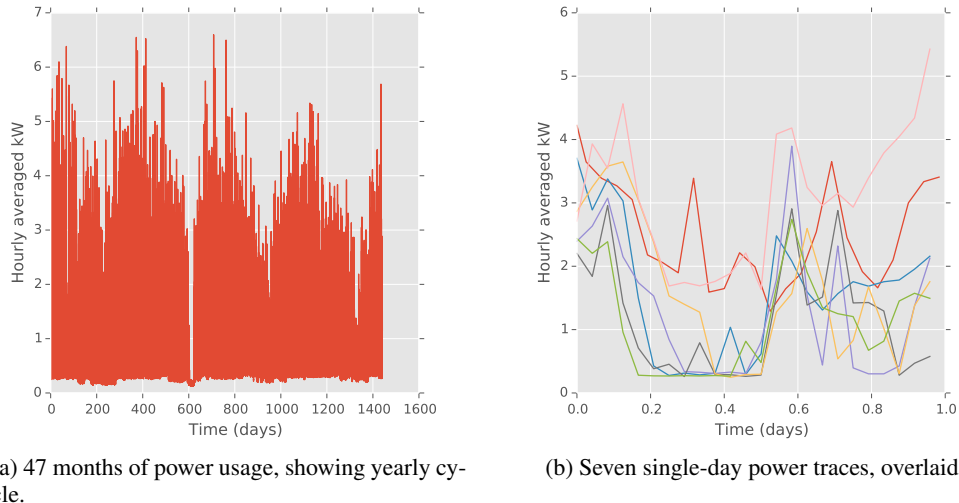 7
6
5
4
3
2
1
0
Hourly averaged kW
0 200 400 600 800 1000 1200 1400 1600
Time (days)
a) 47 months of power usage, showing yearly cy-
cle.
6
5
4
3
2
1
0
Hourly averaged kW
0.0 0.2 0.4 0.6 0.8 1.0
Time (days)
(b) Seven single-day power traces, overlaid